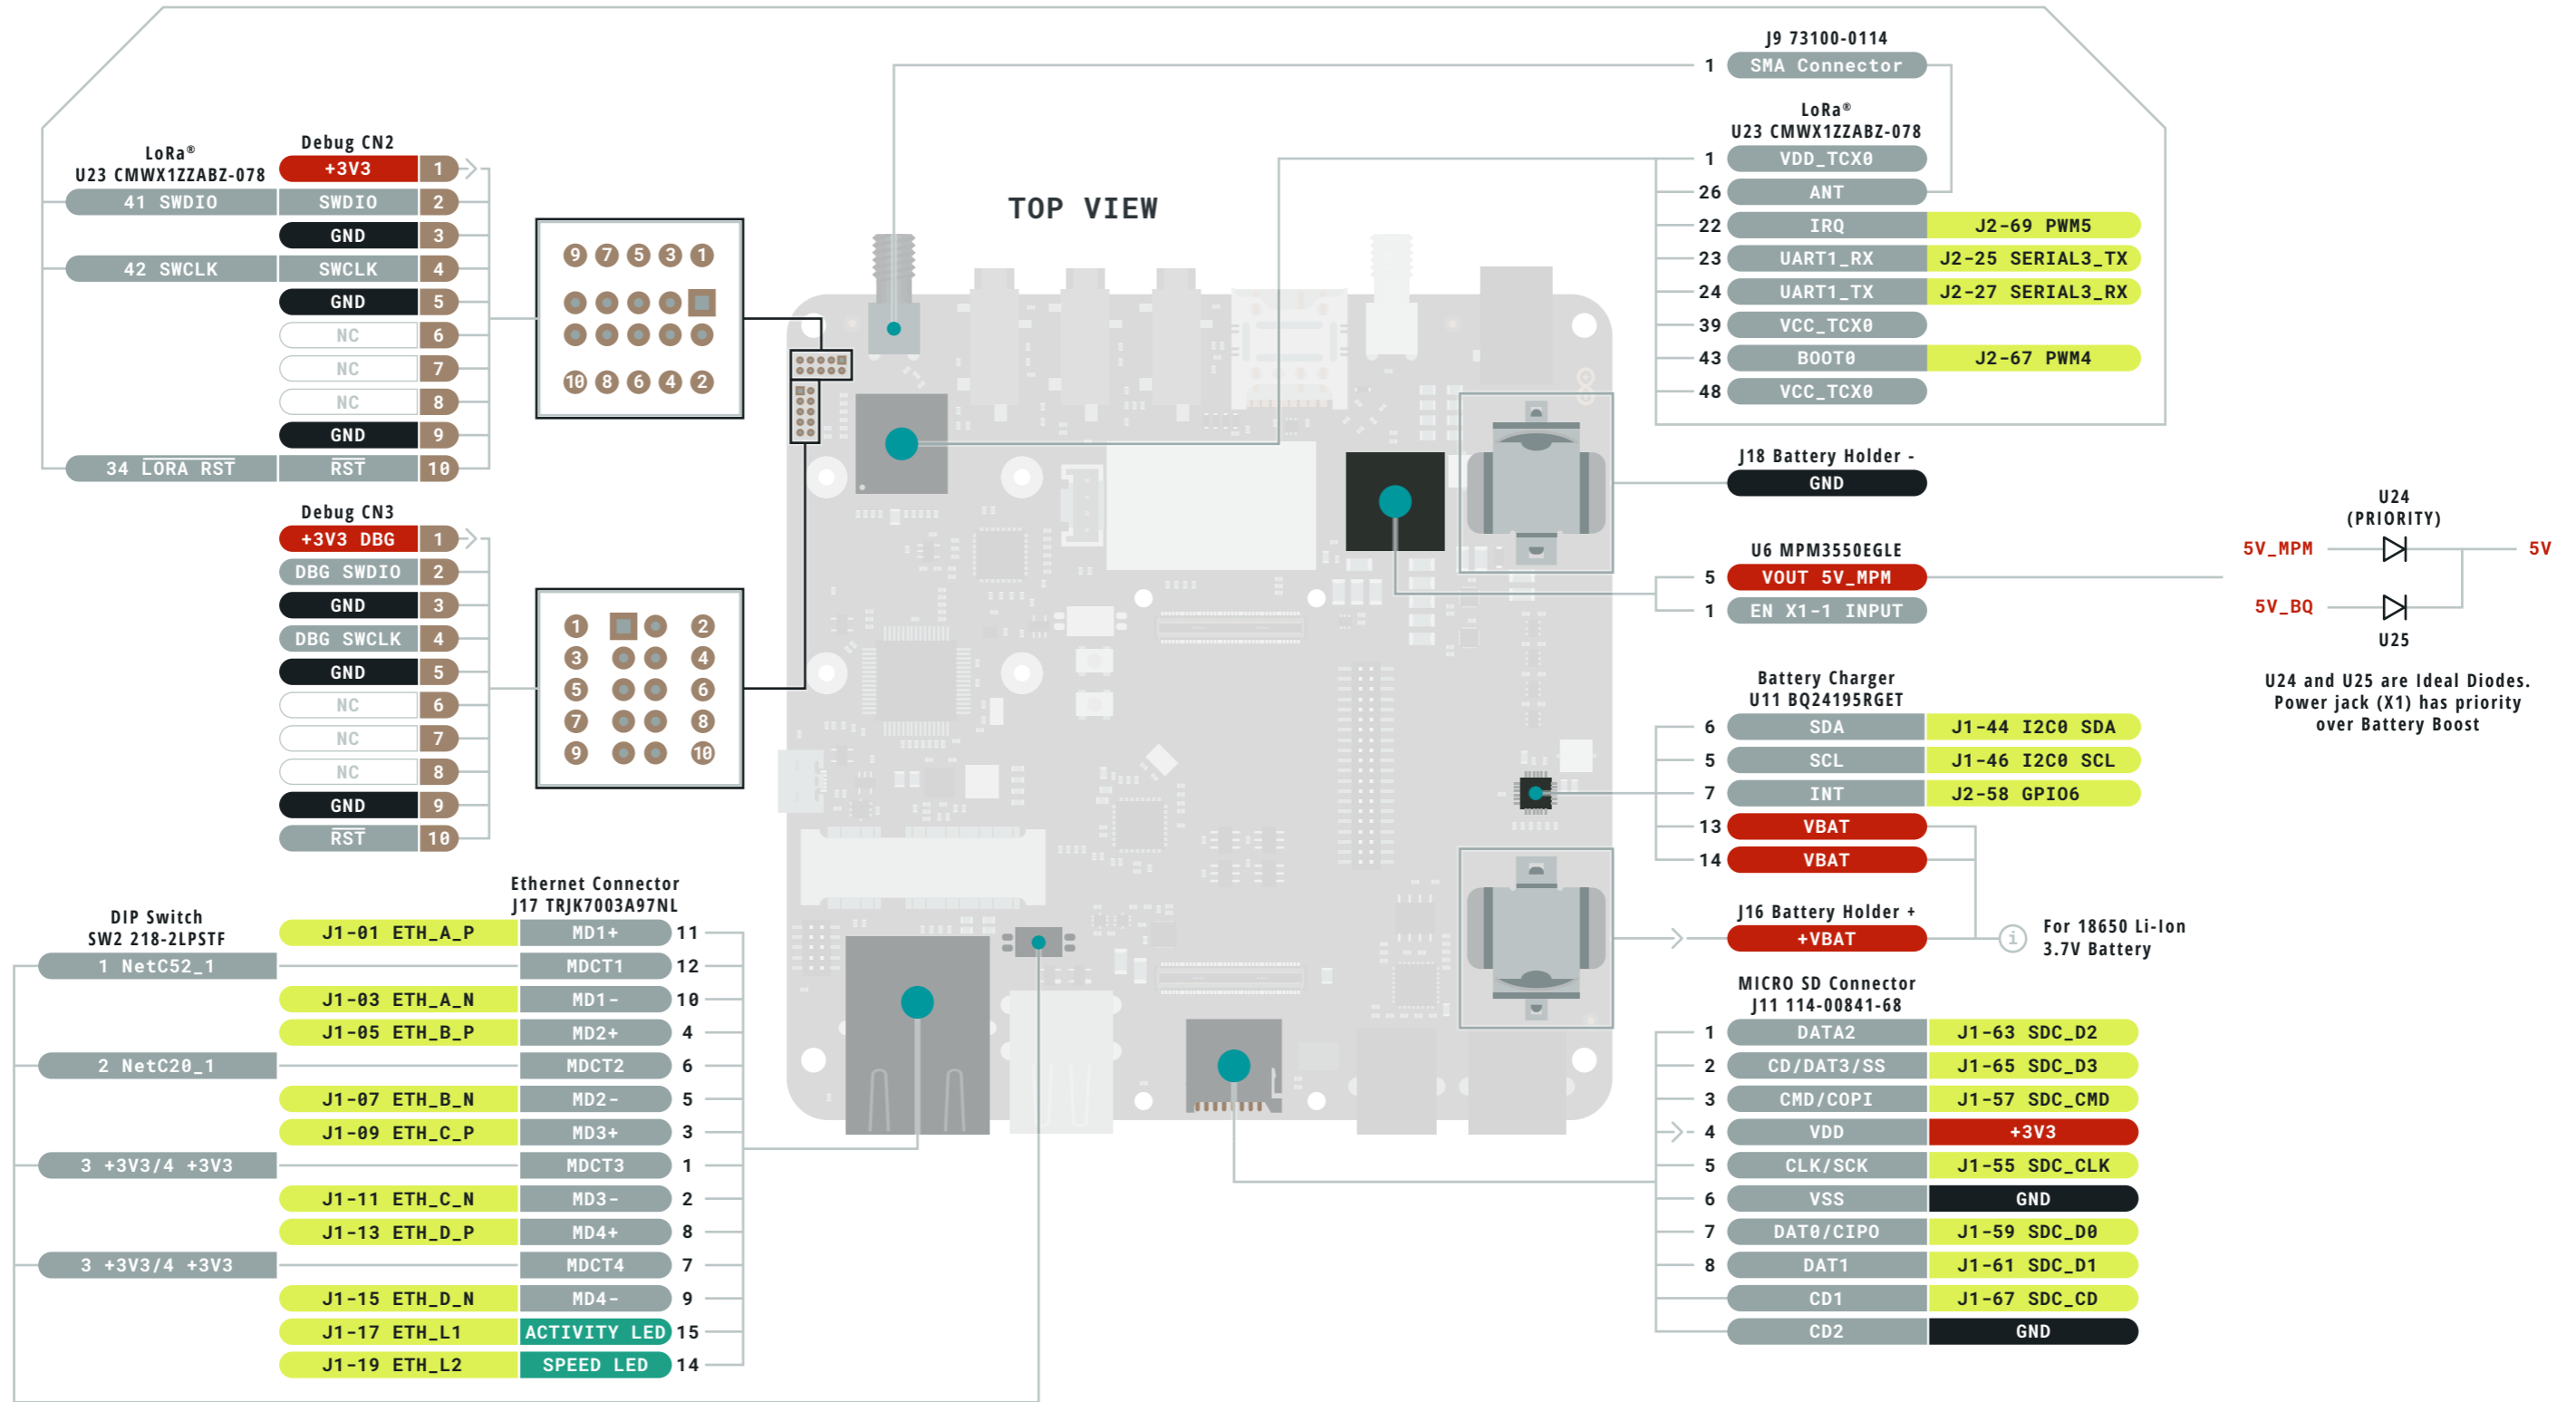 TOP VIEW
LoRa®
U23 CMWX1ZZABZ-078
Debug CN2
+3V3 1
41 SWDIO SWDIO 2
GND 3
42 SWCLK SWCLK 4
GND 5
NC 6
NC 7
NC 8
GND 9
34 LORA RST RST 10
9 7 5 3 1
10 8 6 4 2
Debug CN3
+3V3 DBG 1
DBG SWDIO 2
GND 3
DBG SWCLK 4
GND 5
NC 6
NC 7
NC 8
GND 9
RST 10
1 2
3 4
5 6
7 8
9 10
DIP Switch
SW2 218-2LPSTF
Ethernet Connector
J17 TRJK7003A97NL
J1-01 ETH_A_P MD1+ 11
1 NetC52_1 MDCT1 12
J1-03 ETH_A_N MD1- 10
J1-05 ETH_B_P MD2+ 4
2 NetC20_1 MDCT2 6
J1-07 ETH_B_N MD2- 5
J1-09 ETH_C_P MD3+ 3
3 +3V3/4 +3V3 MDCT3 1
J1-11 ETH_C_N MD3- 2
J1-13 ETH_D_P MD4+ 8
3 +3V3/4 +3V3 MDCT4 7
J1-15 ETH_D_N MD4- 9
J1-17 ETH_L1 ACTIVITY LED 15
J1-19 ETH_L2 SPEED LED 14
J9 73100-0114
1 SMA Connector
LoRa®
U23 CMWX1ZZABZ-078
1 VDD_TCX0
26 ANT
22 IRQ J2-69 PWM5
23 UART1_RX J2-25 SERIAL3_TX
24 UART1_TX J2-27 SERIAL3_RX
39 VCC_TCX0
43 BOOT0 J2-67 PWM4
48 VCC_TCX0
J18 Battery Holder -
GND
U6 MPM3550EGLE
5 VOUT 5V_MPM
1 EN X1-1 INPUT
U24
(PRIORITY)
5V_MPM 5V
5V_BQ
U25
U24 and U25 are Ideal Diodes.
Power jack (X1) has priority
over Battery Boost
Battery Charger
U11 BQ24195RGET
6 SDA J1-44 I2C0 SDA
5 SCL J1-46 I2C0 SCL
7 INT J2-58 GPIO6
13 VBAT
14 VBAT
J16 Battery Holder +
+VBAT
i
For 18650 Li-Ion
3.7V Battery
MICRO SD Connector
J11 114-00841-68
1 DATA2 J1-63 SDC_D2
2 CD/DAT3/SS J1-65 SDC_D3
3 CMD/COPI J1-57 SDC_CMD
4 VDD +3V3
5 CLK/SCK J1-55 SDC_CLK
6 VSS GND
7 DAT0/CIPO J1-59 SDC_D0
8 DAT1 J1-61 SDC_D1
CD1 J1-67 SDC_CD
CD2 GND